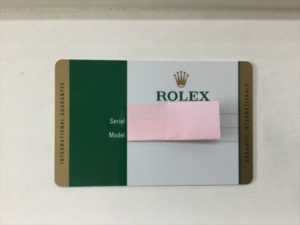 INTERNATIONAL GUARANTEE
ROLEX
Serial
Model
GARANTIE INTERNATIONALE